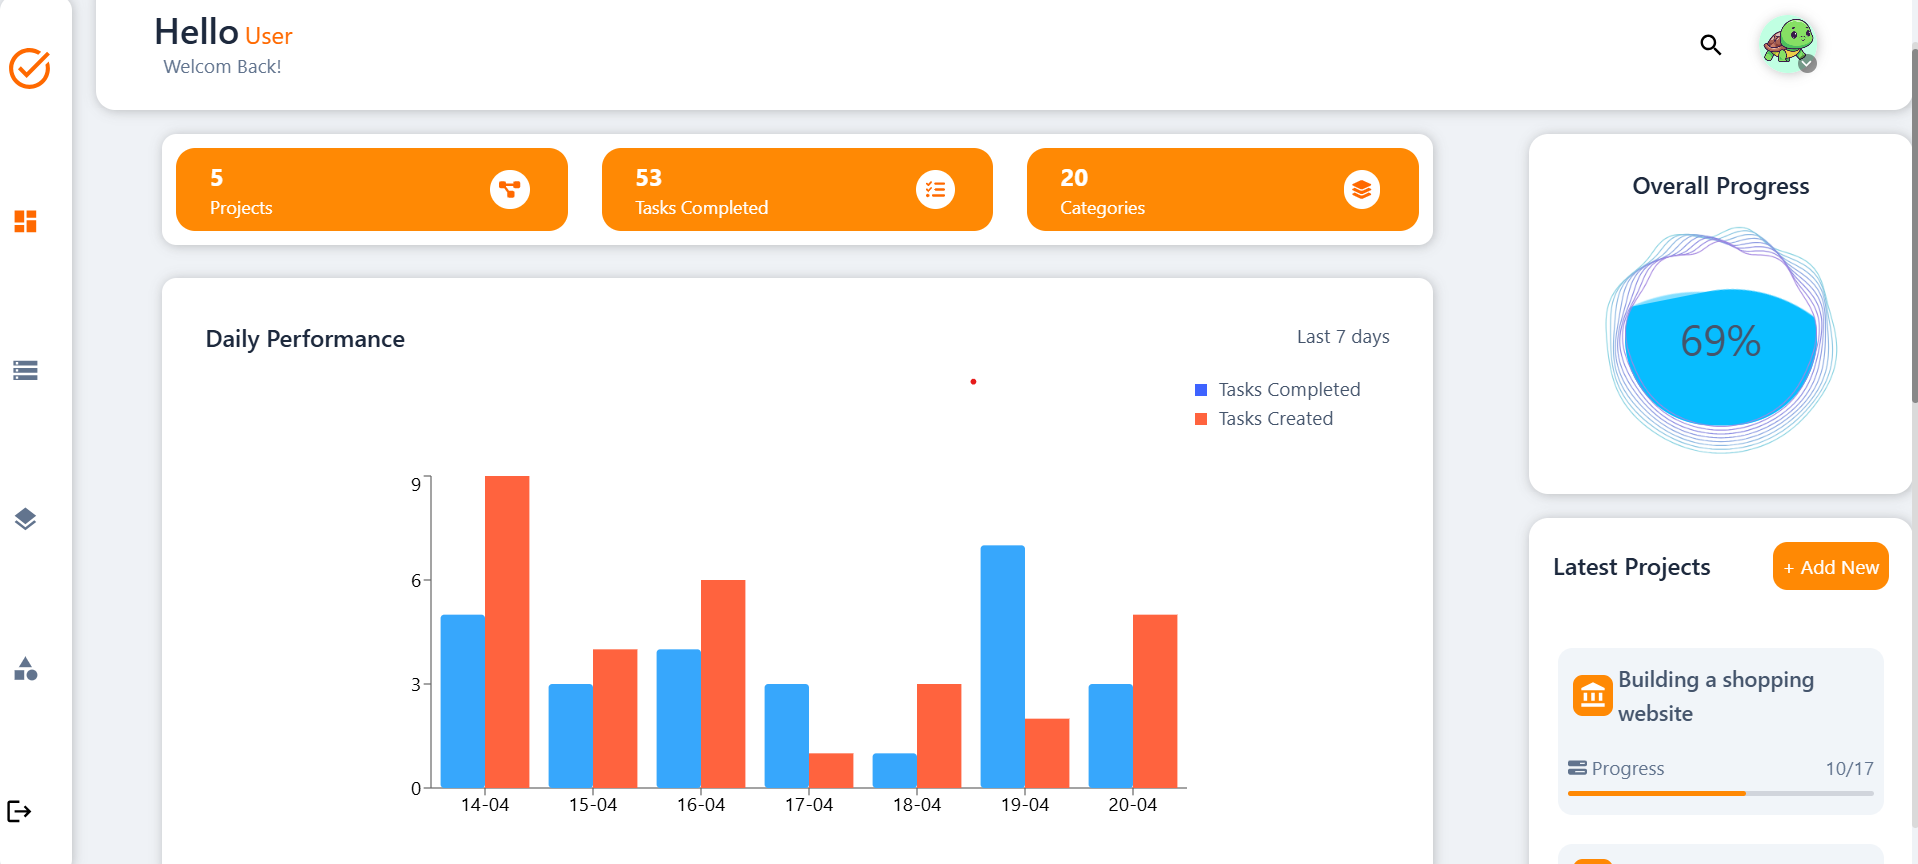 Hello User
Welcom Back!
5
Projects
53
Tasks Completed
20
Categories
Daily Performance
Last 7 days
Tasks Completed
Tasks Created
9
6
3
0
14-04 15-04 16-04 17-04 18-04 19-04 20-04
Overall Progress
69%
Latest Projects
+ Add New
Building a shopping
website
Progress 10/17